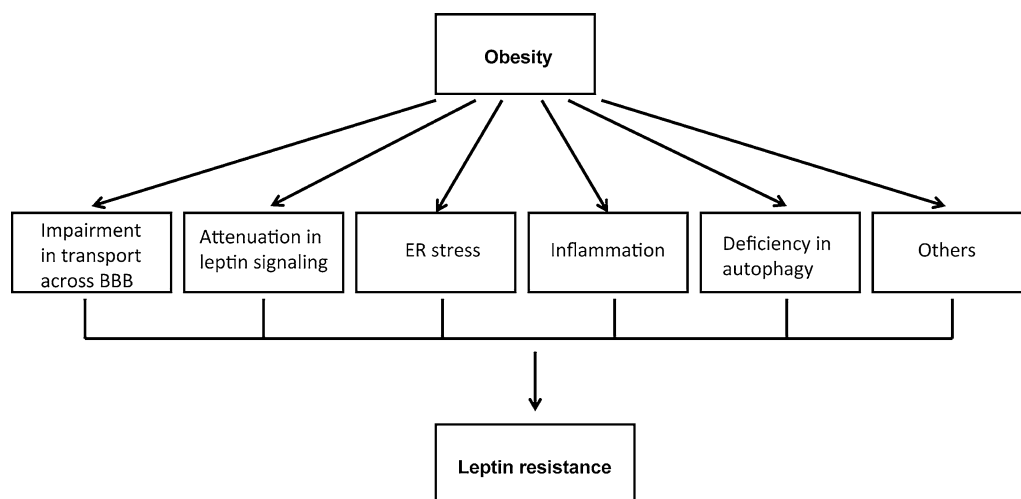 Obesity
Impairment
in transport
across BBB
Attenuation in
leptin signaling
ER stress
Inflammation
Deficiency in
autophagy
Others
Leptin resistance